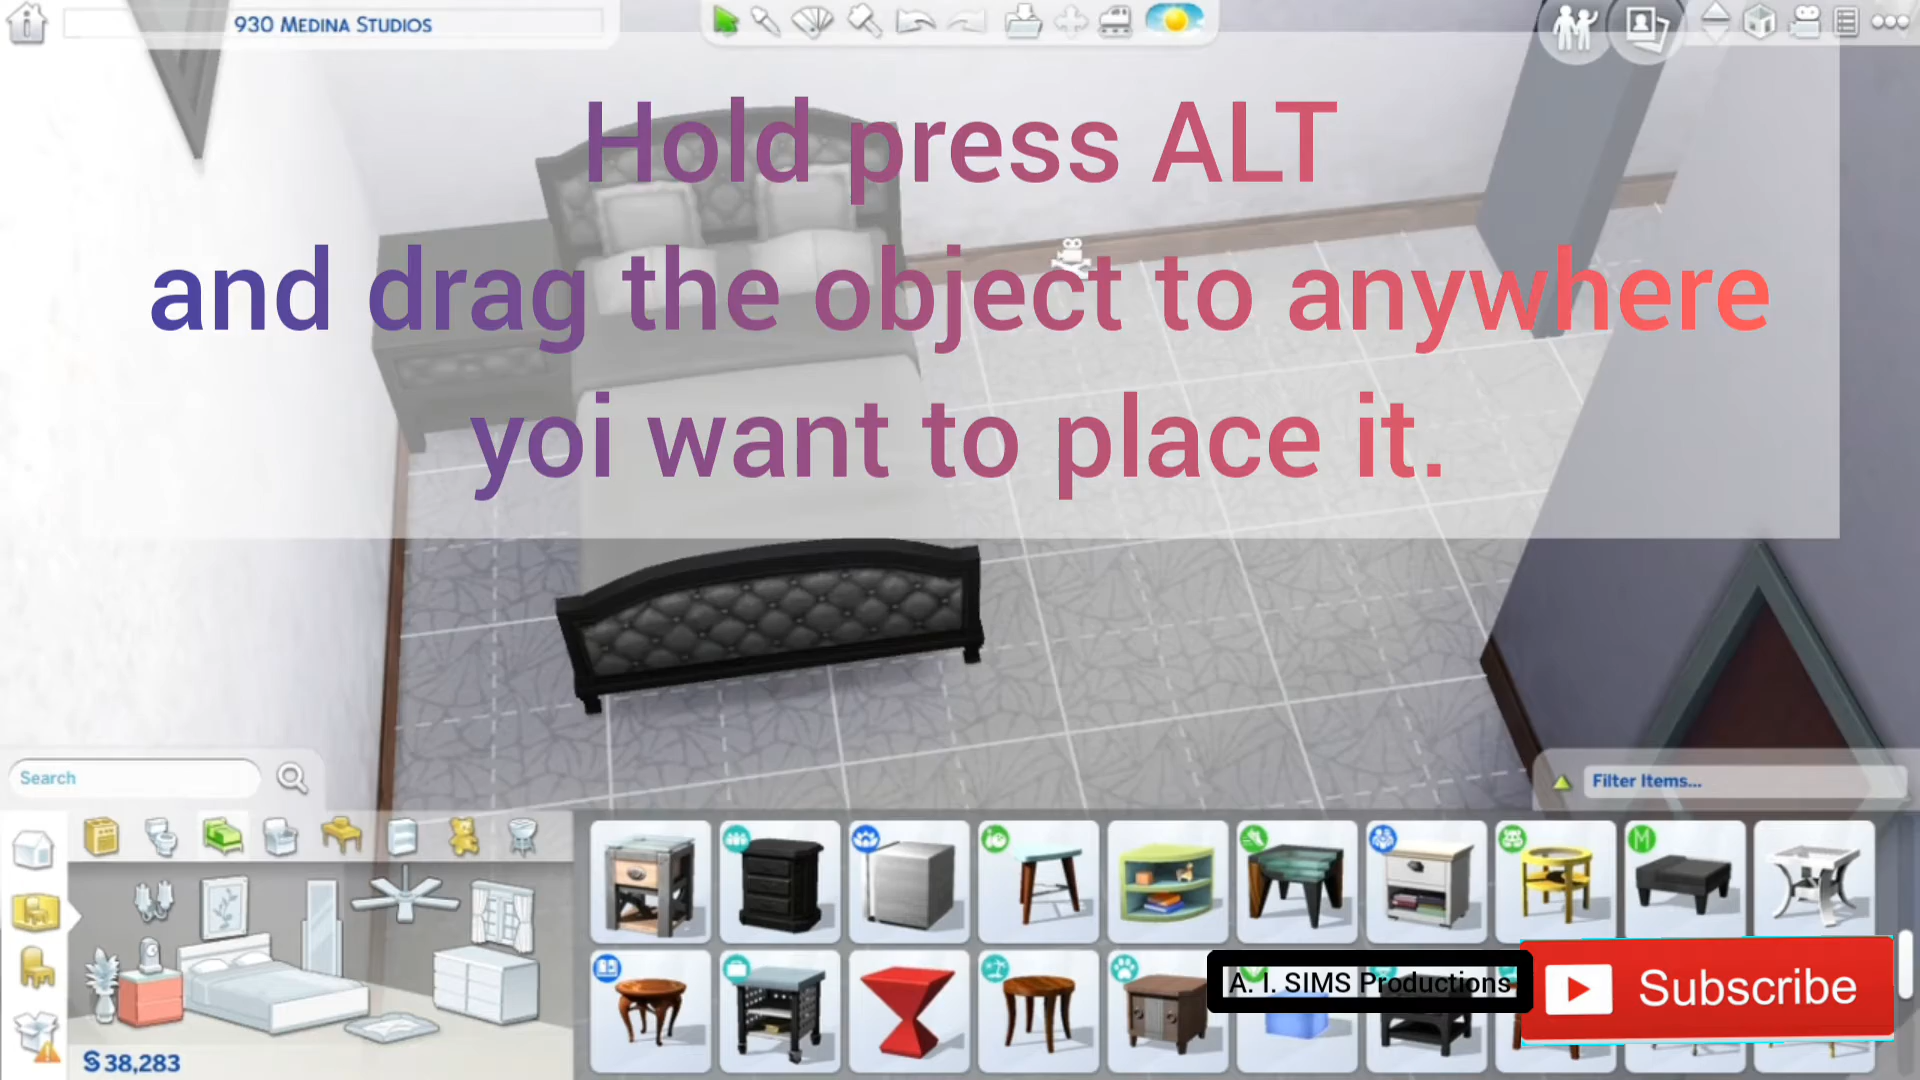 930 Medina Studios
Hold press ALT
and drag the object to anywhere
yoi want to place it.
Search
Filter Items...
M
A. I. SIMS Productions
Subscribe
§38,283